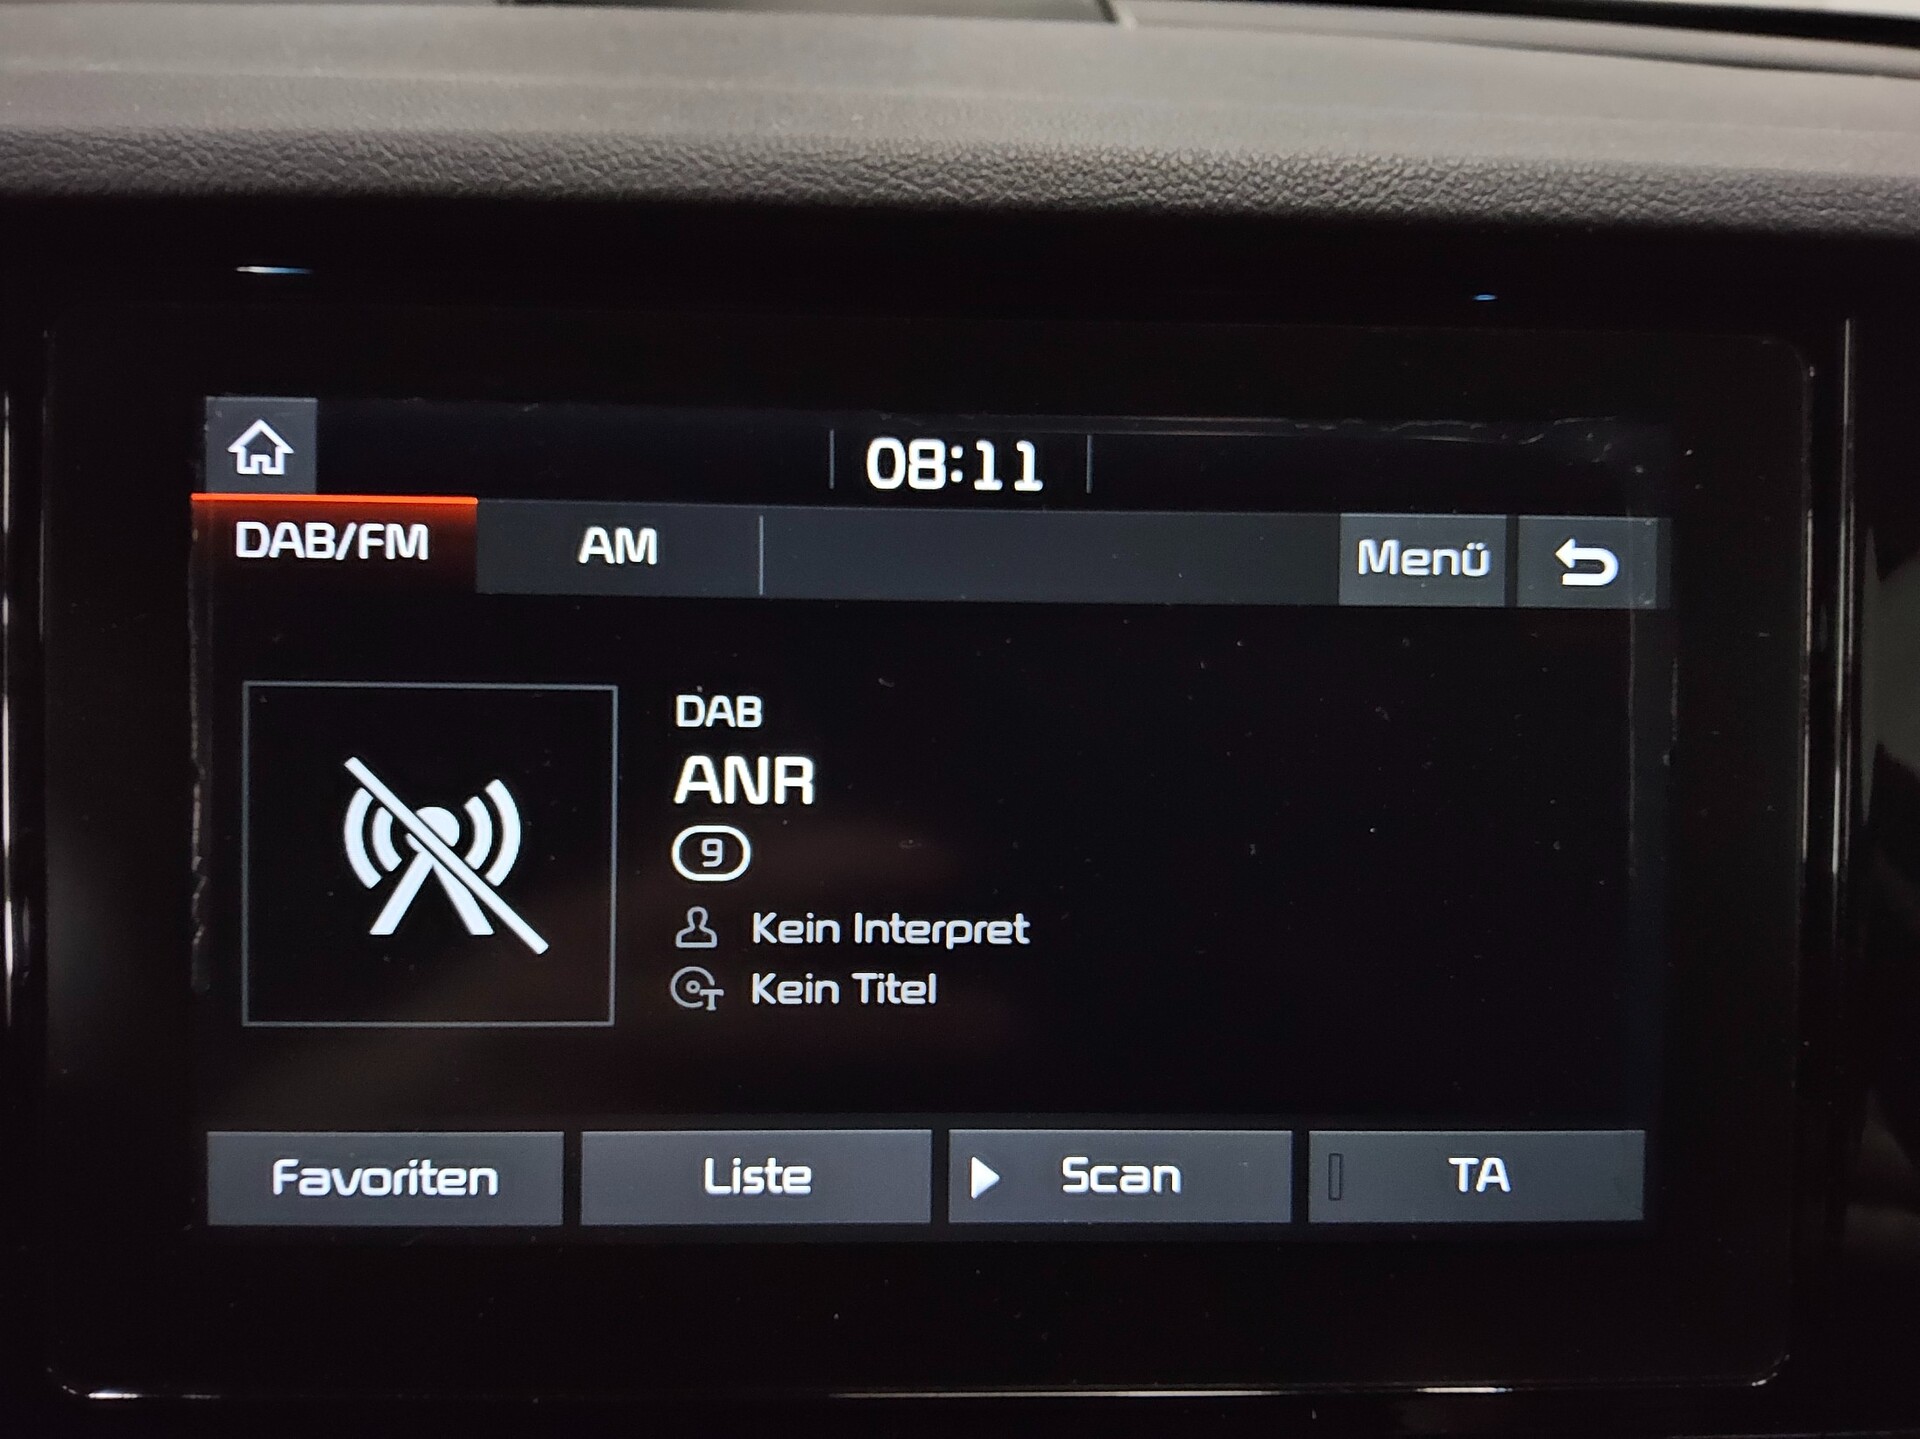 08:11
DAB/FM AM Menü
DAB
ANR
9
Kein Interpret
Kein Titel
Favoriten Liste Scan TA